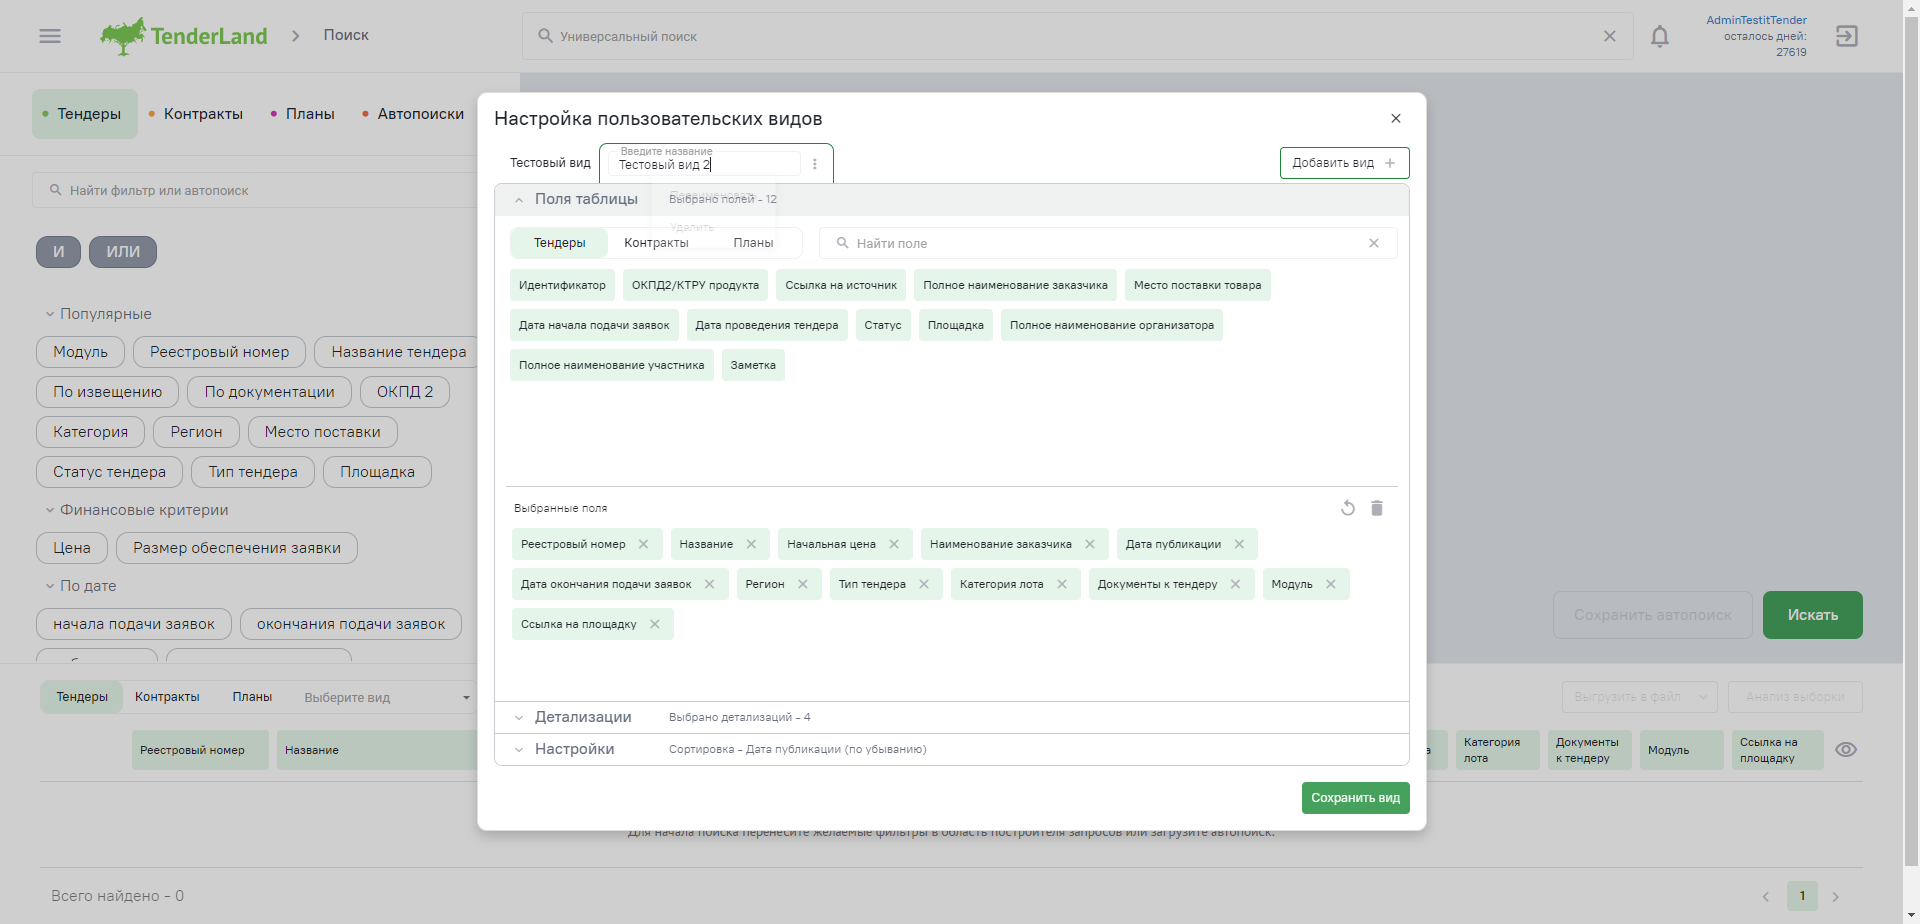 TenderLand
Поиск
Универсальный поиск
AdminTestitTender
осталось дней:
27619
Тендеры
Контракты
Планы
Автопоиски
Найти фильтр или автопоиск
И
ИЛИ
Популярные
Модуль
Реестровый номер
Название тендера
По извещению
По документации
ОКПД 2
Категория
Регион
Место поставки
Статус тендера
Тип тендера
Площадка
Финансовые критерии
Цена
Размер обеспечения заявки
По дате
начала подачи заявок
окончания подачи заявок
Настройка пользовательских видов
Тестовый вид
Введите название
Тестовый вид 2
Добавить вид
Переименовать
Удалить
Поля таблицы
Выбрано полей - 12
Тендеры
Контракты
Планы
Найти поле
Идентификатор
ОКПД2/КТРУ продукта
Ссылка на источник
Полное наименование заказчика
Место поставки товара
Дата начала подачи заявок
Дата проведения тендера
Статус
Площадка
Полное наименование организатора
Полное наименование участника
Заметка
Выбранные поля
Реестровый номер
Название
Начальная цена
Наименование заказчика
Дата публикации
Дата окончания подачи заявок
Регион
Тип тендера
Категория лота
Документы к тендеру
Модуль
Ссылка на площадку
Детализации
Выбрано детализаций - 4
Настройки
Сортировка - Дата публикации (по убыванию)
Сохранить вид
Сохранить автопоиск
Искать
Тендеры
Контракты
Планы
Выберите вид
Выгрузить в файл
Анализ выборки
Реестровый номер
Название
а
Категория
лота
Документы
к тендеру
Модуль
Ссылка на
площадку
Для начала поиска перенесите желаемые фильтры в область построителя запросов или загрузите автопоиск.
Всего найдено - 0
1